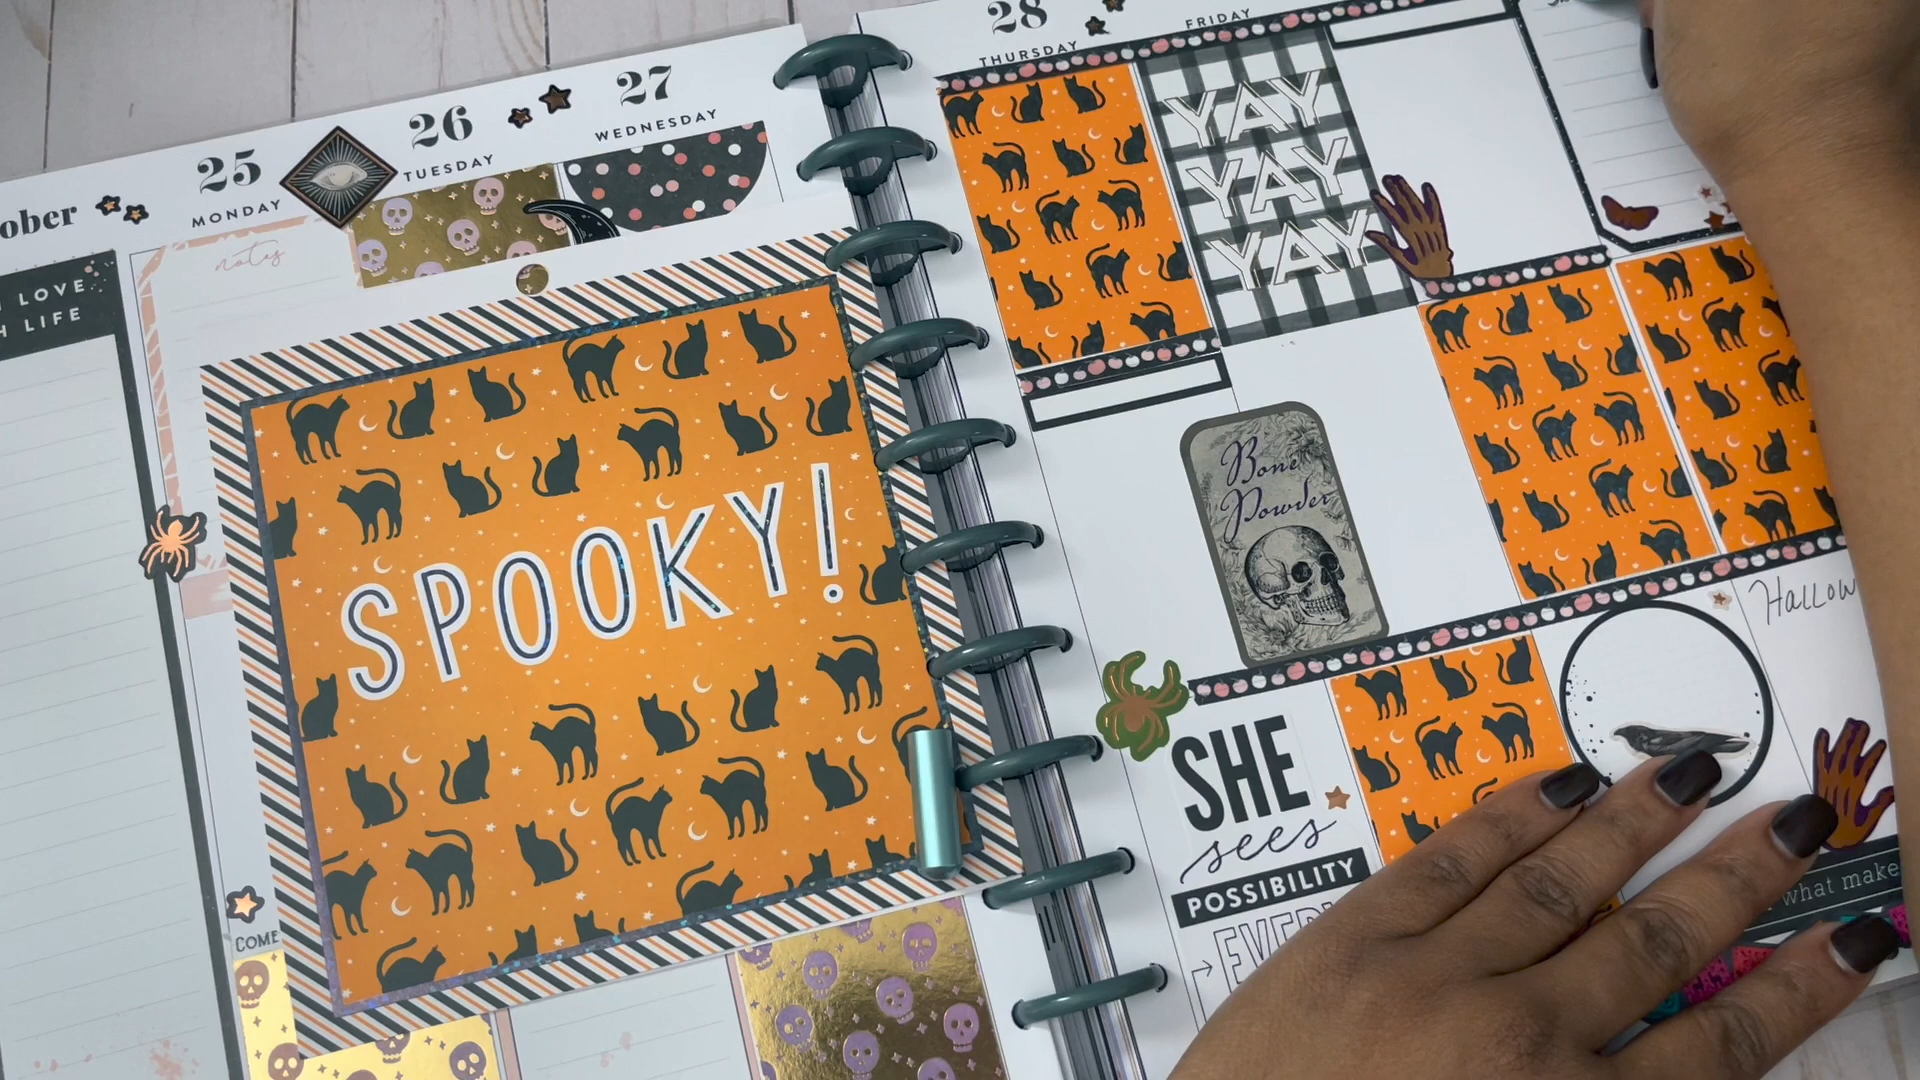 ober
25
MONDAY
26
TUESDAY
27
WEDNESDAY
LOVE
LIFE
notes
SPOOKY!
COME
28
THURSDAY
FRIDAY
YAY
YAY
YAY
Bone
Powder
Hallow
SHE
sees
POSSIBILITY
what make